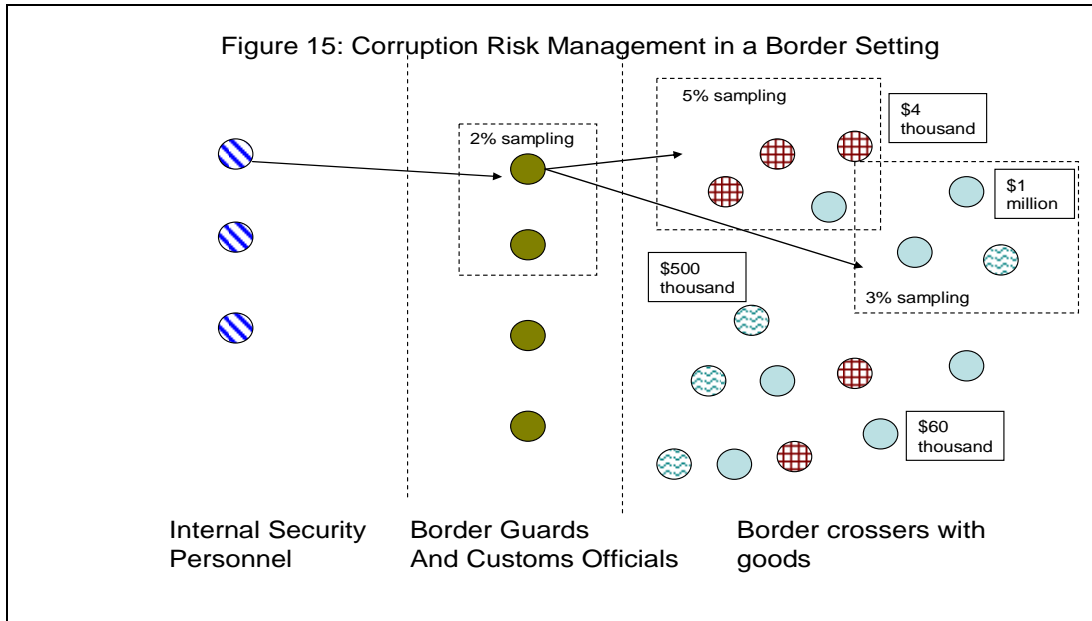 Figure 15: Corruption Risk Management in a Border Setting
5% sampling
$4
thousand
2% sampling
$1
million
$500
thousand
3% sampling
$60
thousand
Internal Security
Personnel
Border Guards
And Customs Officials
Border crossers with
goods